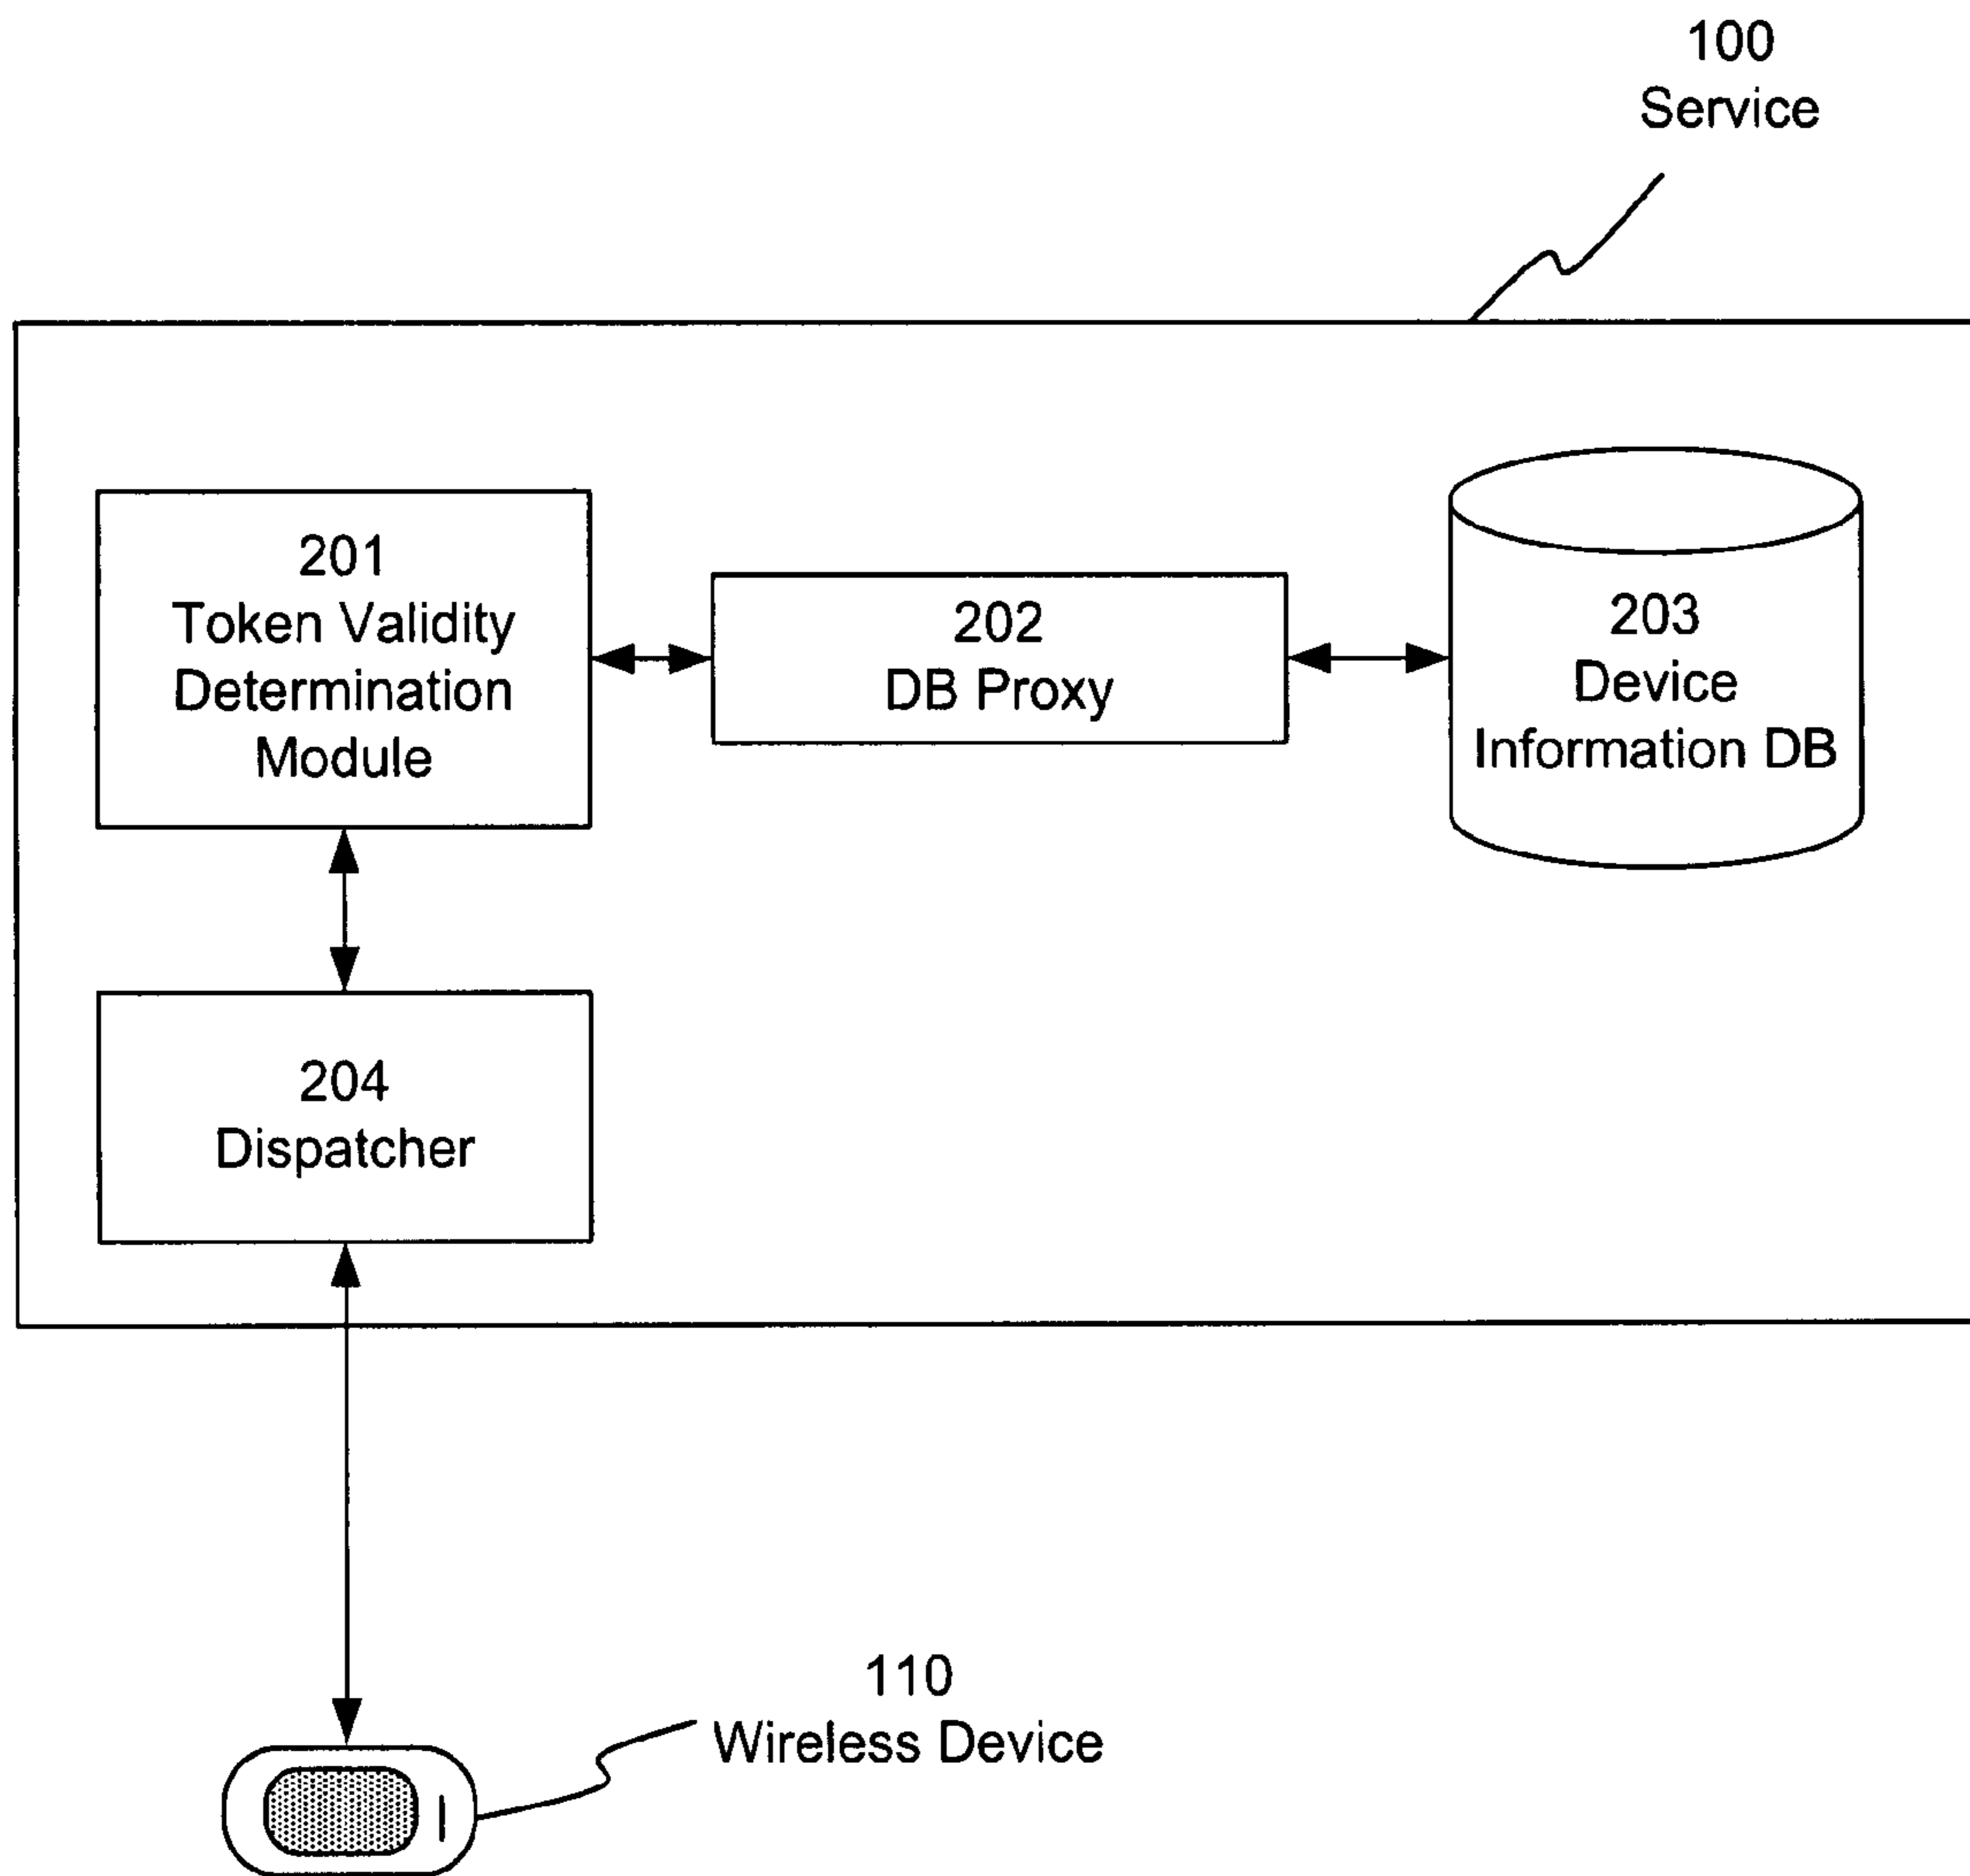 100
Service
201
Token Validity
Determination
Module
202
DB Proxy
203
Device
Information DB
204
Dispatcher
110
Wireless Device